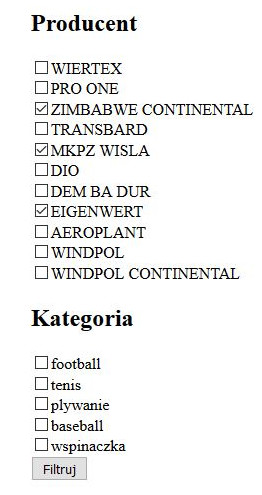 Producent
WIERTEX
PRO ONE
ZIMBABWE CONTINENTAL
TRANSBARD
MKPZ WISLA
DIO
DEM BA DUR
EIGENWERT
AEROPLANT
WINDPOL
WINDPOL CONTINENTAL
Kategoria
football
tenis
plywanie
baseball
wspinaczka
Filtruj